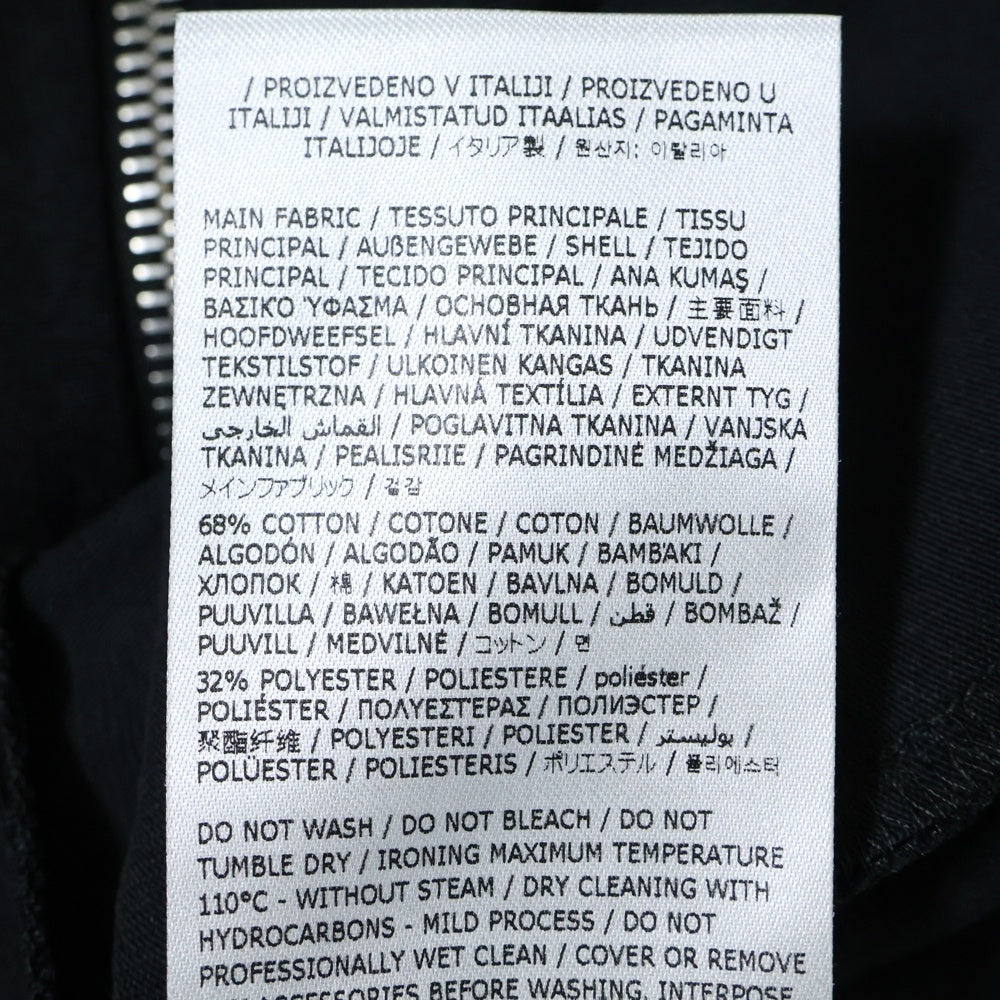 / PROIZVEDENO V ITALIJI / PROIZVEDENO U
ITALIJI / VALMISTATUD ITAALIAS / PAGAMINTA
ITALIJOJE / イタリア製 / 원산지: 이탈리아
MAIN FABRIC / TESSUTO PRINCIPALE / TISSU
PRINCIPAL / AUßENGEWEBE / SHELL / TEJIDO
PRINCIPAL / TECIDO PRINCIPAL / ANA KUMAŞ /
ΒΑΣΙΚΌ ΎΦΑΣΜΑ / ОСНОВНАЯ ТКАНЬ / 主要面料 /
HOOFDWEEFSEL / HLAVNÍ TKANINA / UDVENDIGT
TEKSTILSTOF / ULKOINEN KANGAS / TKANINA
ZEWNĘTRZNA / HLAVNÁ TEXTÍLIA / EXTERNT TYG /
القماش الخارجي / POGLAVITNA TKANINA / VANJSKA
TKANINA / PEALISRIIE / PAGRINDINĖ MEDŽIAGA /
メインファブリック / 겉감
68% COTTON / COTONE / COTON / BAUMWOLLE /
ALGODÓN / ALGODÃO / PAMUK / ΒΑΜΒΆΚΙ /
ХЛОПОК / 棉 / KATOEN / BAVLNA / BOMULD /
PUUVILLA / BAWEŁNA / BOMULL / قطن / BOMBAŽ /
PUUVILL / MEDVILNĖ / コットン / 면
32% POLYESTER / POLIESTERE / poliéster /
POLIÉSTER / ΠΟΛΥΕΣΤΕΡΑΣ / ПОЛИЭСТЕР /
聚酯纤维 / POLYESTERI / POLIESTER / بوليستر /
POLÜESTER / POLIESTERIS / ポリエステル / 폴리에스터
DO NOT WASH / DO NOT BLEACH / DO NOT
TUMBLE DRY / IRONING MAXIMUM TEMPERATURE
110°C - WITHOUT STEAM / DRY CLEANING WITH
HYDROCARBONS - MILD PROCESS / DO NOT
PROFESSIONALLY WET CLEAN / COVER OR REMOVE
ACCESSORIES BEFORE WASHING, INTERPOSE